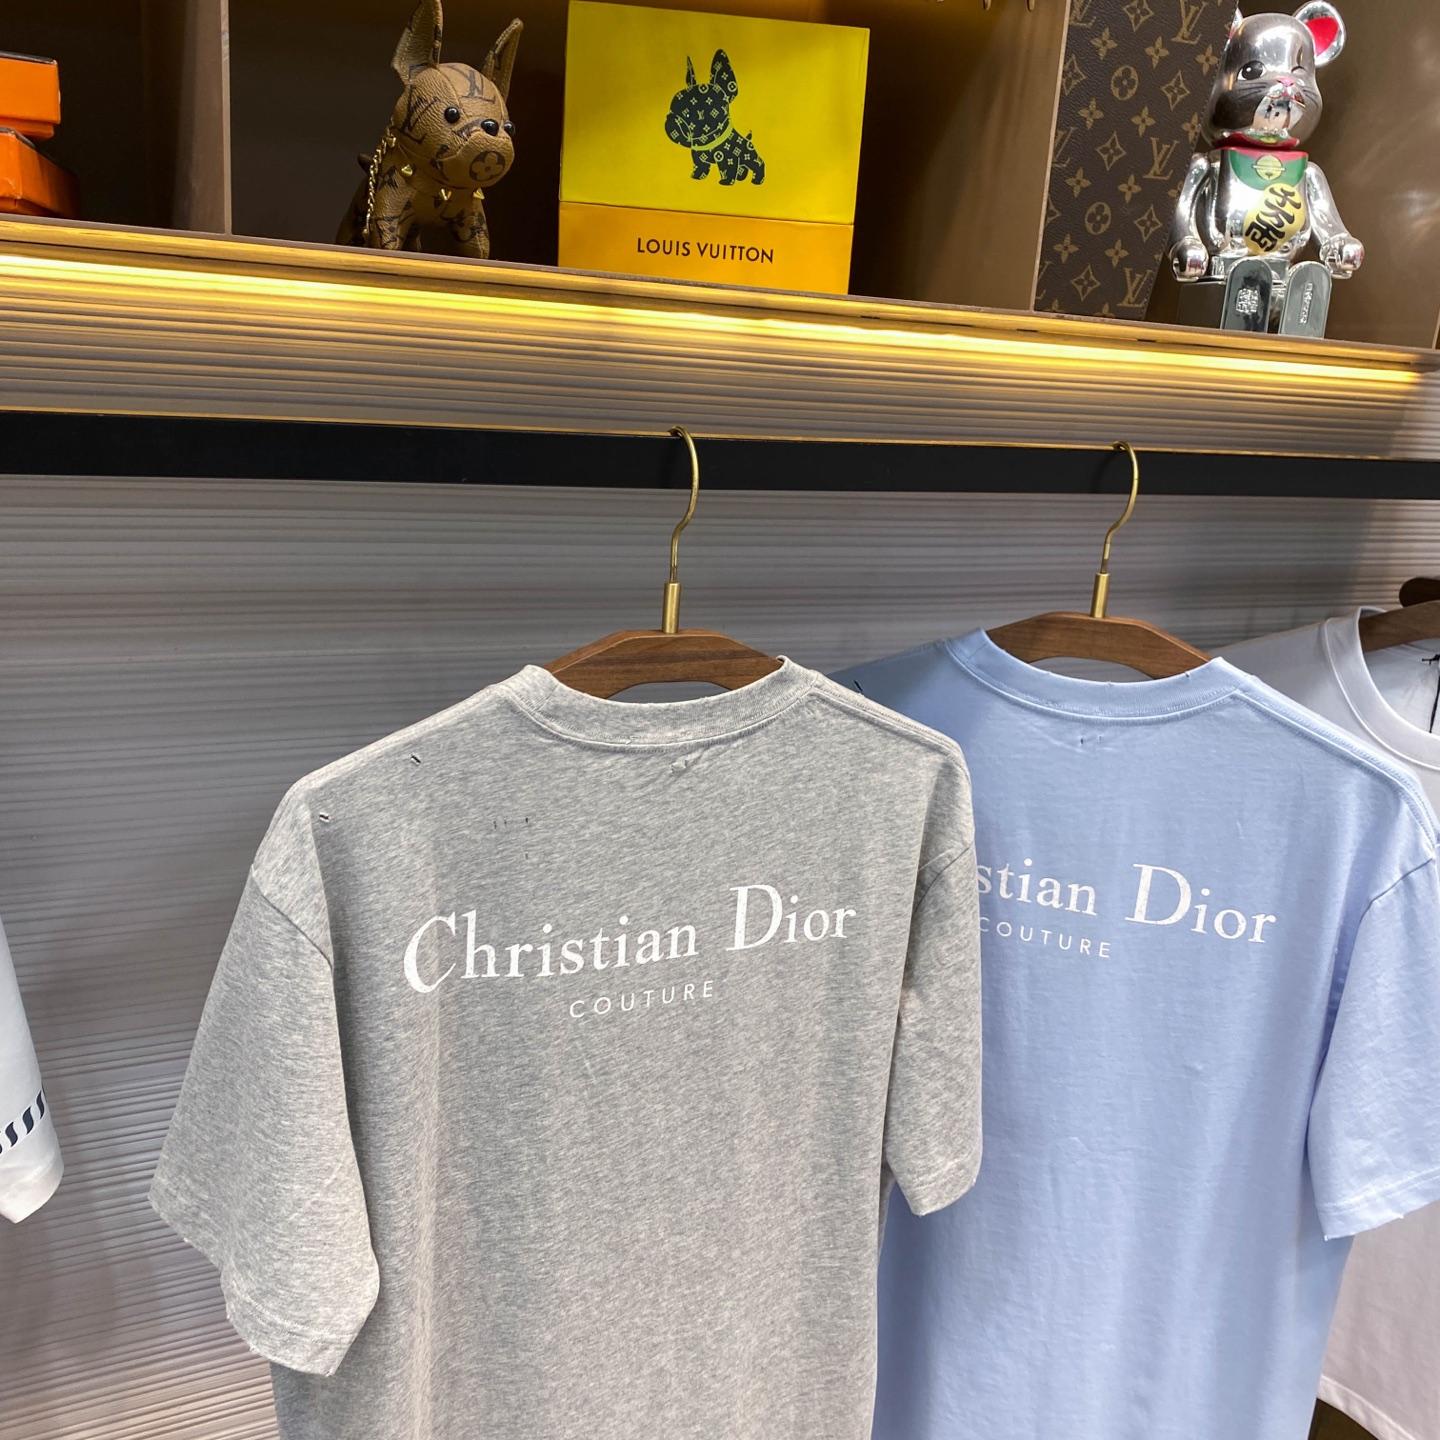 LOUIS VUITTON
Christian Dior
COUTURE
stian Dior
COUTURE